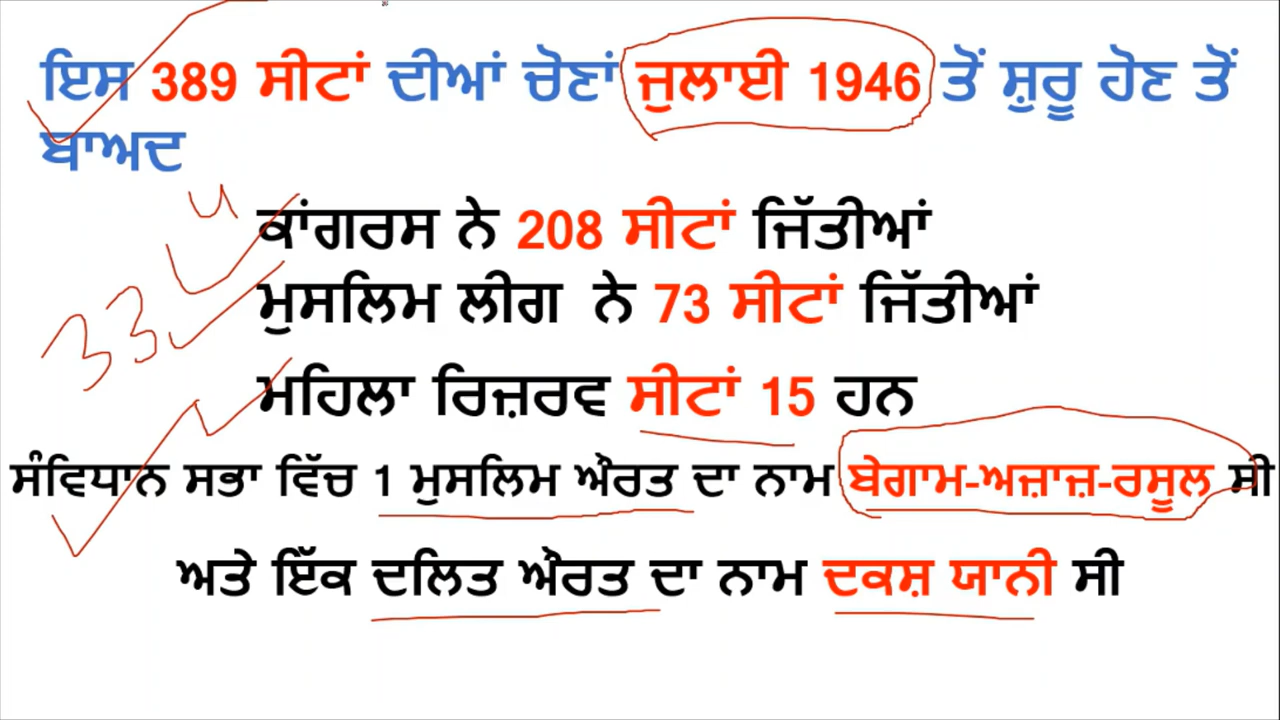 ਇਸ 389 ਸੀਟਾਂ ਦੀਆਂ ਚੋਣਾਂ ਜੁਲਾਈ 1946 ਤੋਂ ਸ਼ੁਰੂ ਹੋਣ ਤੋਂ
ਬਾਅਦ
ਕਾਂਗਰਸ ਨੇ 208 ਸੀਟਾਂ ਜਿੱਤੀਆਂ
ਮੁਸਲਿਮ ਲੀਗ ਨੇ 73 ਸੀਟਾਂ ਜਿੱਤੀਆਂ
ਮਹਿਲਾ ਰਿਜ਼ਰਵ ਸੀਟਾਂ 15 ਹਨ
ਸੰਵਿਧਾਨ ਸਭਾ ਵਿੱਚ 1 ਮੁਸਲਿਮ ਔਰਤ ਦਾ ਨਾਮ ਬੇਗਾਮ-ਅਜ਼ਾਜ਼-ਰਸੂਲ ਸੀ
ਅਤੇ ਇੱਕ ਦਲਿਤ ਔਰਤ ਦਾ ਨਾਮ ਦਕਸ਼ ਯਾਨੀ ਸੀ